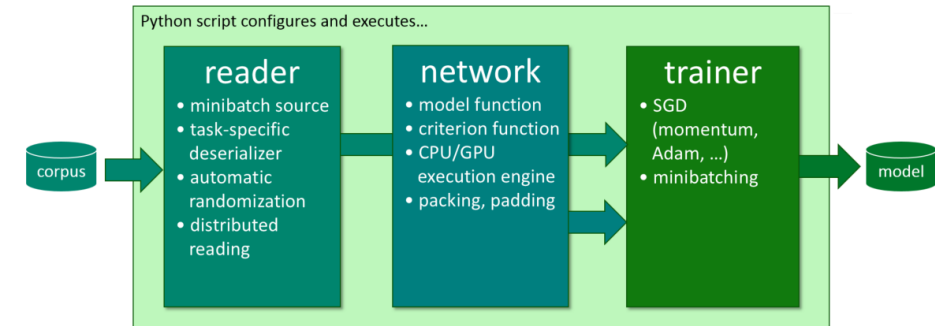 Python script configures and executes…
corpus
reader
• minibatch source
• task-specific
deserializer
• automatic
randomization
• distributed
reading
network
• model function
• criterion function
• CPU/GPU
execution engine
• packing, padding
trainer
• SGD
(momentum,
Adam, …)
• minibatching
model